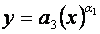 y = a₃(x)^α₁